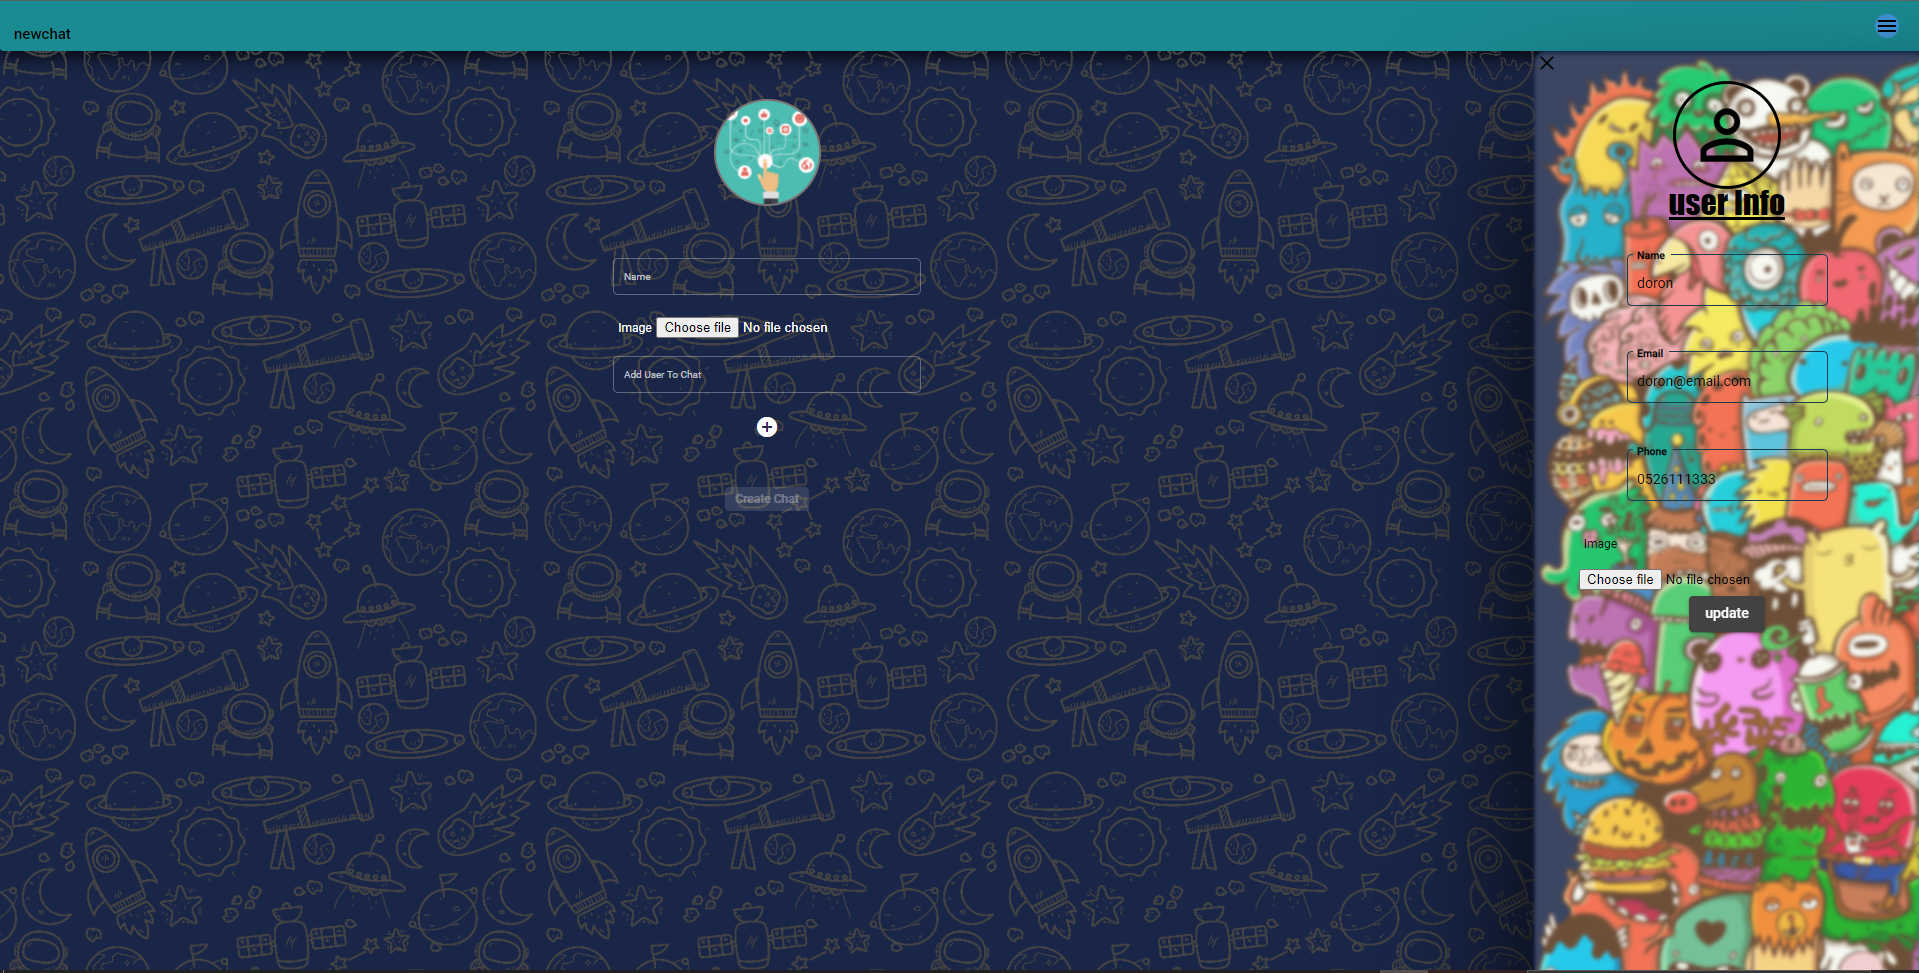 newchat
Name
Image Choose file No file chosen
Add User To Chat
Create Chat
user Info
Name
doron
Email
doron@email.com
Phone
0526111333
Image
Choose file No file chosen
update